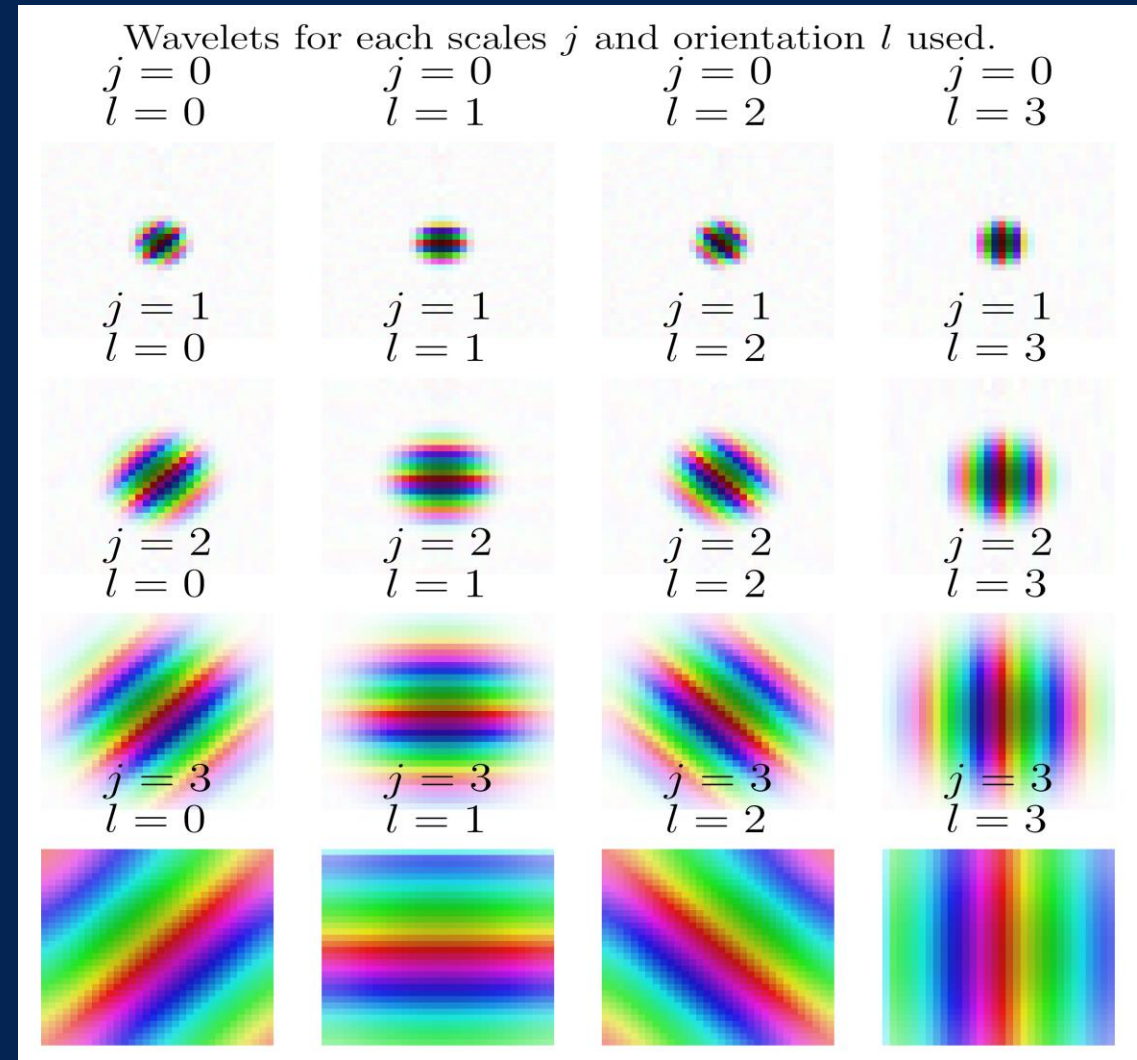 Wavelets for each scales j and orientation l used.
j = 0 j = 0 j = 0 j = 0
l = 0 l = 1 l = 2 l = 3
j = 1 j = 1 j = 1 j = 1
l = 0 l = 1 l = 2 l = 3
j = 2 j = 2 j = 2 j = 2
l = 0 l = 1 l = 2 l = 3
j = 3 j = 3 j = 3 j = 3
l = 0 l = 1 l = 2 l = 3